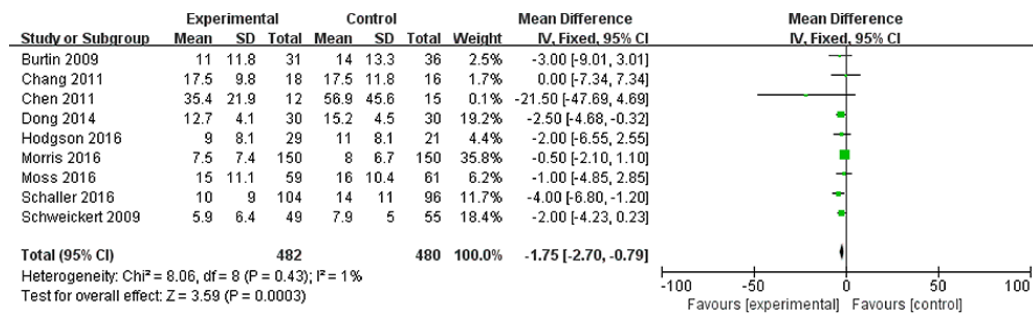 Experimental Control Mean Difference Mean Difference
Study or Subgroup Mean SD Total Mean SD Total Weight IV, Fixed, 95% CI IV, Fixed, 95% CI
Burtin 2009 11 11.8 31 14 13.3 36 2.5% -3.00 [-9.01, 3.01]
Chang 2011 17.5 9.8 18 17.5 11.8 16 1.7% 0.00 [-7.34, 7.34]
Chen 2011 35.4 21.9 12 56.9 45.6 15 0.1% -21.50 [-47.69, 4.69]
Dong 2014 12.7 4.1 30 15.2 4.5 30 19.2% -2.50 [-4.68, -0.32]
Hodgson 2016 9 8.1 29 11 8.1 21 4.4% -2.00 [-6.55, 2.55]
Morris 2016 7.5 7.4 150 8 6.7 150 35.8% -0.50 [-2.10, 1.10]
Moss 2016 15 11.1 59 16 10.4 61 6.2% -1.00 [-4.85, 2.85]
Schaller 2016 10 9 104 14 11 96 11.7% -4.00 [-6.80, -1.20]
Schweickert 2009 5.9 6.4 49 7.9 5 55 18.4% -2.00 [-4.23, 0.23]
Total (95% CI) 482 480 100.0% -1.75 [-2.70, -0.79]
Heterogeneity: Chi² = 8.06, df = 8 (P = 0.43); I² = 1%
Test for overall effect: Z = 3.59 (P = 0.0003)
-100 -50 0 50 100
Favours [experimental] Favours [control]